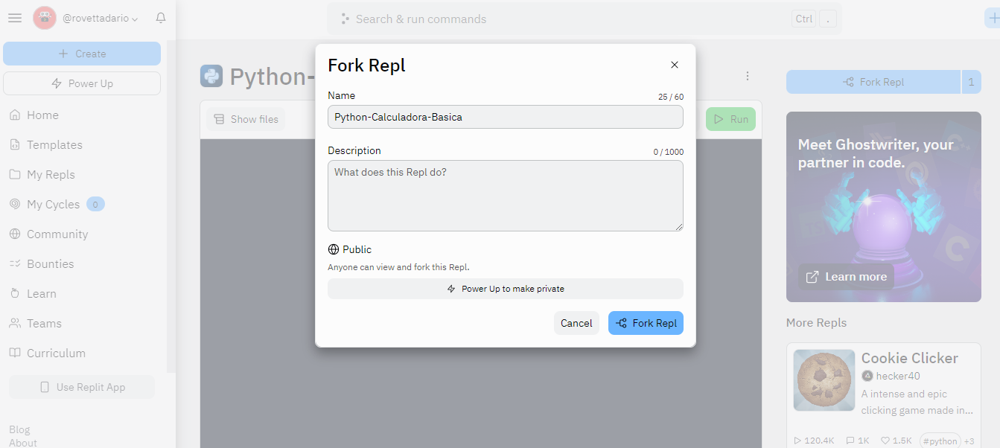 @rovettadario
Search & run commands
Ctrl
.
Create
Power Up
Home
Templates
My Repls
My Cycles
0
Community
Bounties
Learn
Teams
Curriculum
Use Replit App
Blog
About
Python-
Show files
Run
Fork Repl
Name
25 / 60
Python-Calculadora-Basica
Description
0 / 1000
What does this Repl do?
Public
Anyone can view and fork this Repl.
Power Up to make private
Cancel
Fork Repl
Fork Repl
1
Meet Ghostwriter, your
partner in code.
Learn more
More Repls
Cookie Clicker
hecker40
A intense and epic
clicking game made in...
120.4K
1K
1.5K
#python
+3